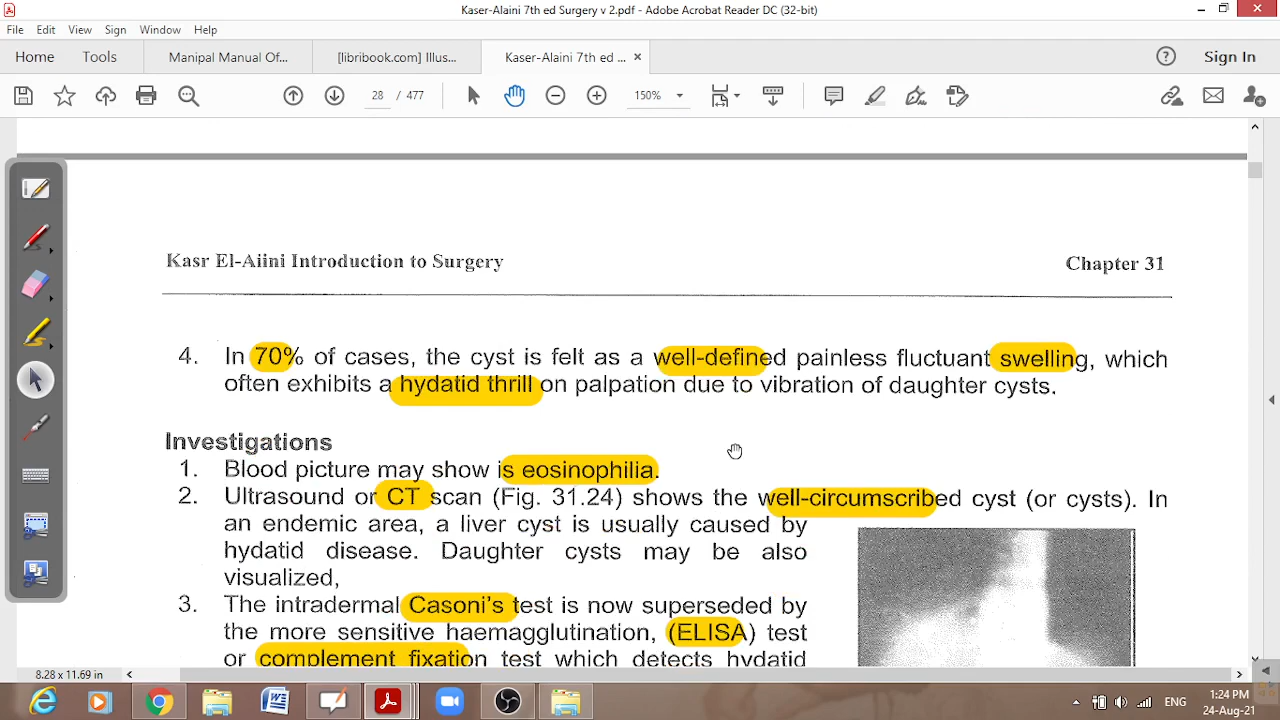 Kaser-Alaini 7th ed Surgery v 2.pdf - Adobe Acrobat Reader DC (32-bit)
File Edit View Sign Window Help
Home Tools Manipal Manual Of... [libribook.com] Illus... Kaser-Alaini 7th ed ... × Sign In
28 / 477 150%
Kasr El-Aiini Introduction to Surgery Chapter 31
4. In 70% of cases, the cyst is felt as a well-defined painless fluctuant swelling, which
often exhibits a hydatid thrill on palpation due to vibration of daughter cysts.
Investigations
1. Blood picture may show is eosinophilia.
2. Ultrasound or CT scan (Fig. 31.24) shows the well-circumscribed cyst (or cysts). In
an endemic area, a liver cyst is usually caused by
hydatid disease. Daughter cysts may be also
visualized,
3. The intradermal Casoni's test is now superseded by
the more sensitive haemagglutination, (ELISA) test
or complement fixation test which detects hydatid
8.28 x 11.69 in
ENG
1:24 PM
24-Aug-21